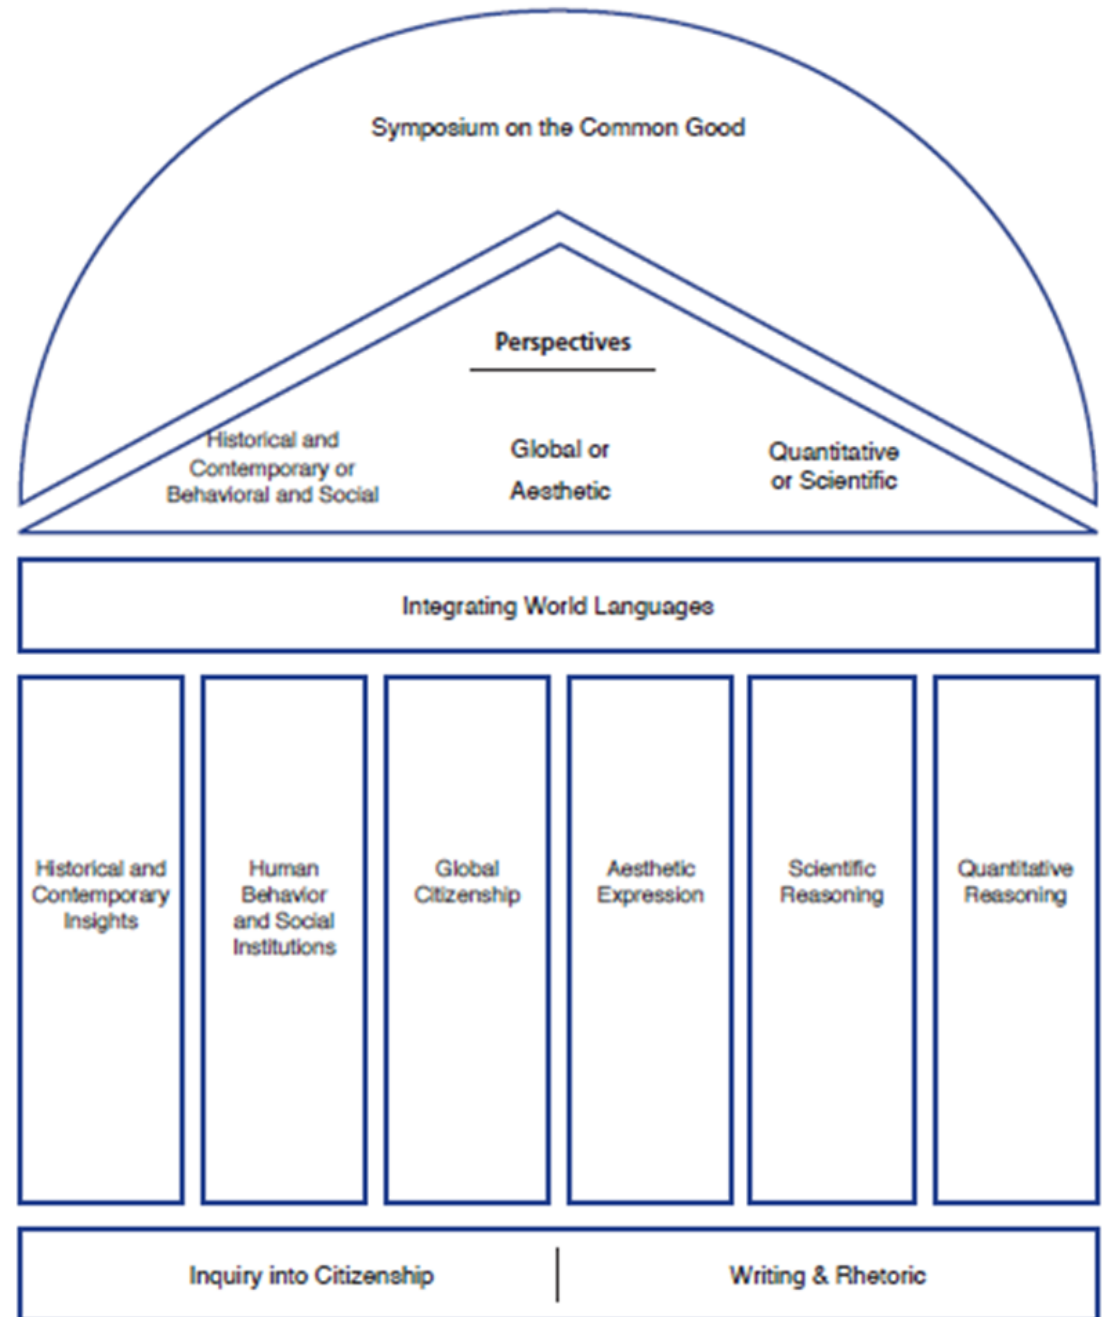 Symposium on the Common Good
Perspectives
Historical and
Contemporary or
Behavioral and Social
Global or
Aesthetic
Quantitative
or Scientific
Integrating World Languages
Historical and
Contemporary
Insights
Human
Behavior
and Social
Institutions
Global
Citizenship
Aesthetic
Expression
Scientific
Reasoning
Quantitative
Reasoning
Inquiry into Citizenship
Writing & Rhetoric